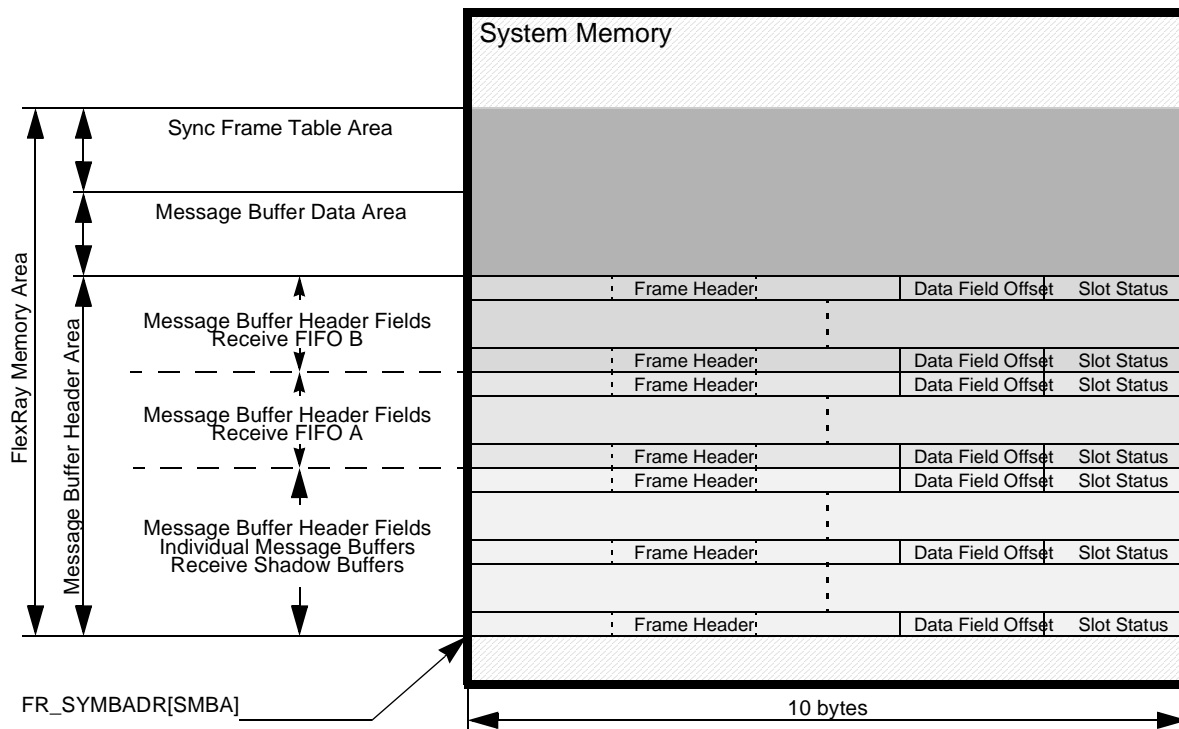 System Memory
Sync Frame Table Area
Message Buffer Data Area
FlexRay Memory Area
Message Buffer Header Area
Frame Header Data Field Offset Slot Status
Message Buffer Header Fields
Receive FIFO B
Frame Header Data Field Offset Slot Status
Frame Header Data Field Offset Slot Status
Message Buffer Header Fields
Receive FIFO A
Frame Header Data Field Offset Slot Status
Frame Header Data Field Offset Slot Status
Message Buffer Header Fields
Individual Message Buffers
Receive Shadow Buffers
Frame Header Data Field Offset Slot Status
Frame Header Data Field Offset Slot Status
FR_SYMBADR[SMBA]
10 bytes